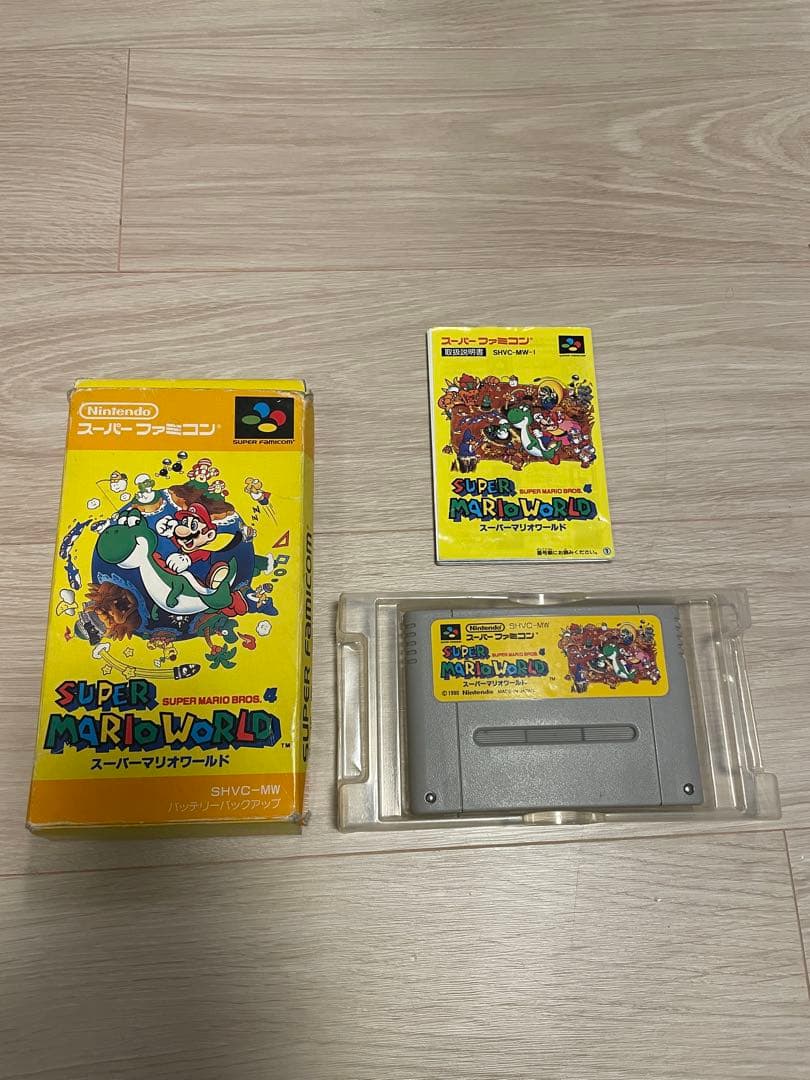 Nintendo
スーパーファミコン®
SUPER FAMICOM®
SUPER
SUPER MARIO BROS. 4
MARIO WORLD™
スーパーマリオワールド
SHVC-MW
バッテリーバックアップ
SUPER FAMICOM®
スーパーファミコン®
取扱説明書
SHVC-MW-1
SUPER
SUPER MARIO BROS. 4
MARIO WORLD
スーパーマリオワールド
①
Nintendo
SHVC-MW
スーパーファミコン®
SUPER
SUPER MARIO BROS. 4
MARIO WORLD™
スーパーマリオワールド
©1990 Nintendo
MADE IN JAPAN